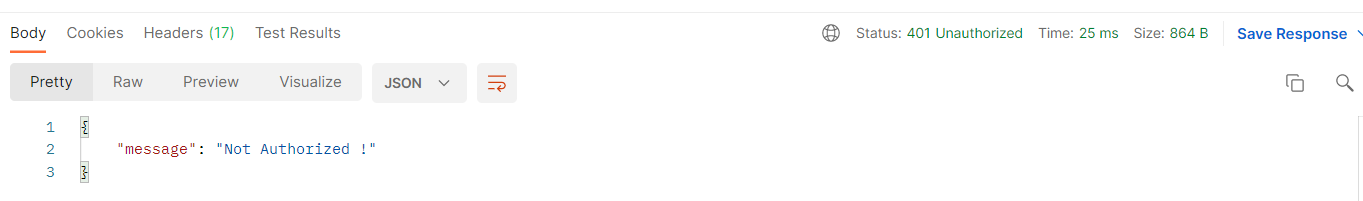 Body Cookies Headers (17) Test Results Status: 401 Unauthorized Time: 25 ms Size: 864 B Save Response
Pretty Raw Preview Visualize JSON
1 {
2 "message": "Not Authorized !"
3 }